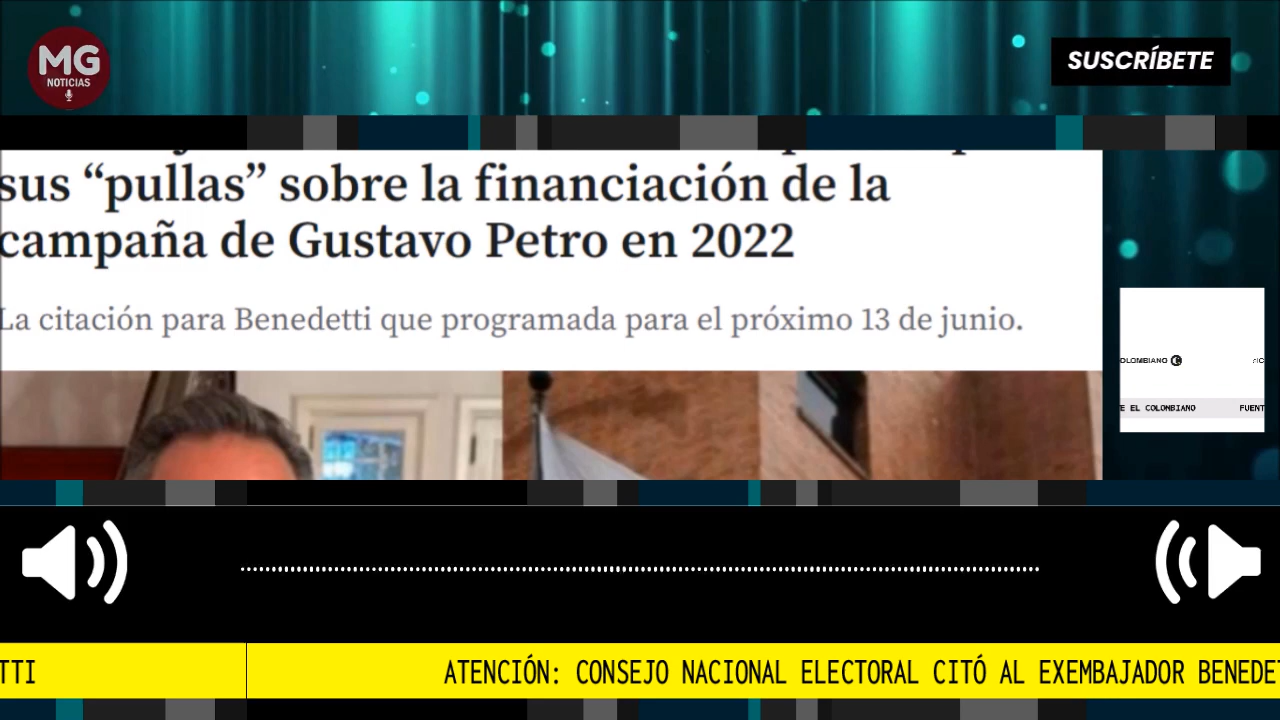 MG
NOTICIAS
SUSCRÍBETE
sus “pullas” sobre la financiación de la
campaña de Gustavo Petro en 2022
La citación para Benedetti que programada para el próximo 13 de junio.
OLOMBIANO
E EL COLOMBIANO FUENT
TTI ATENCIÓN: CONSEJO NACIONAL ELECTORAL CITÓ AL EXEMBAJADOR BENEDET